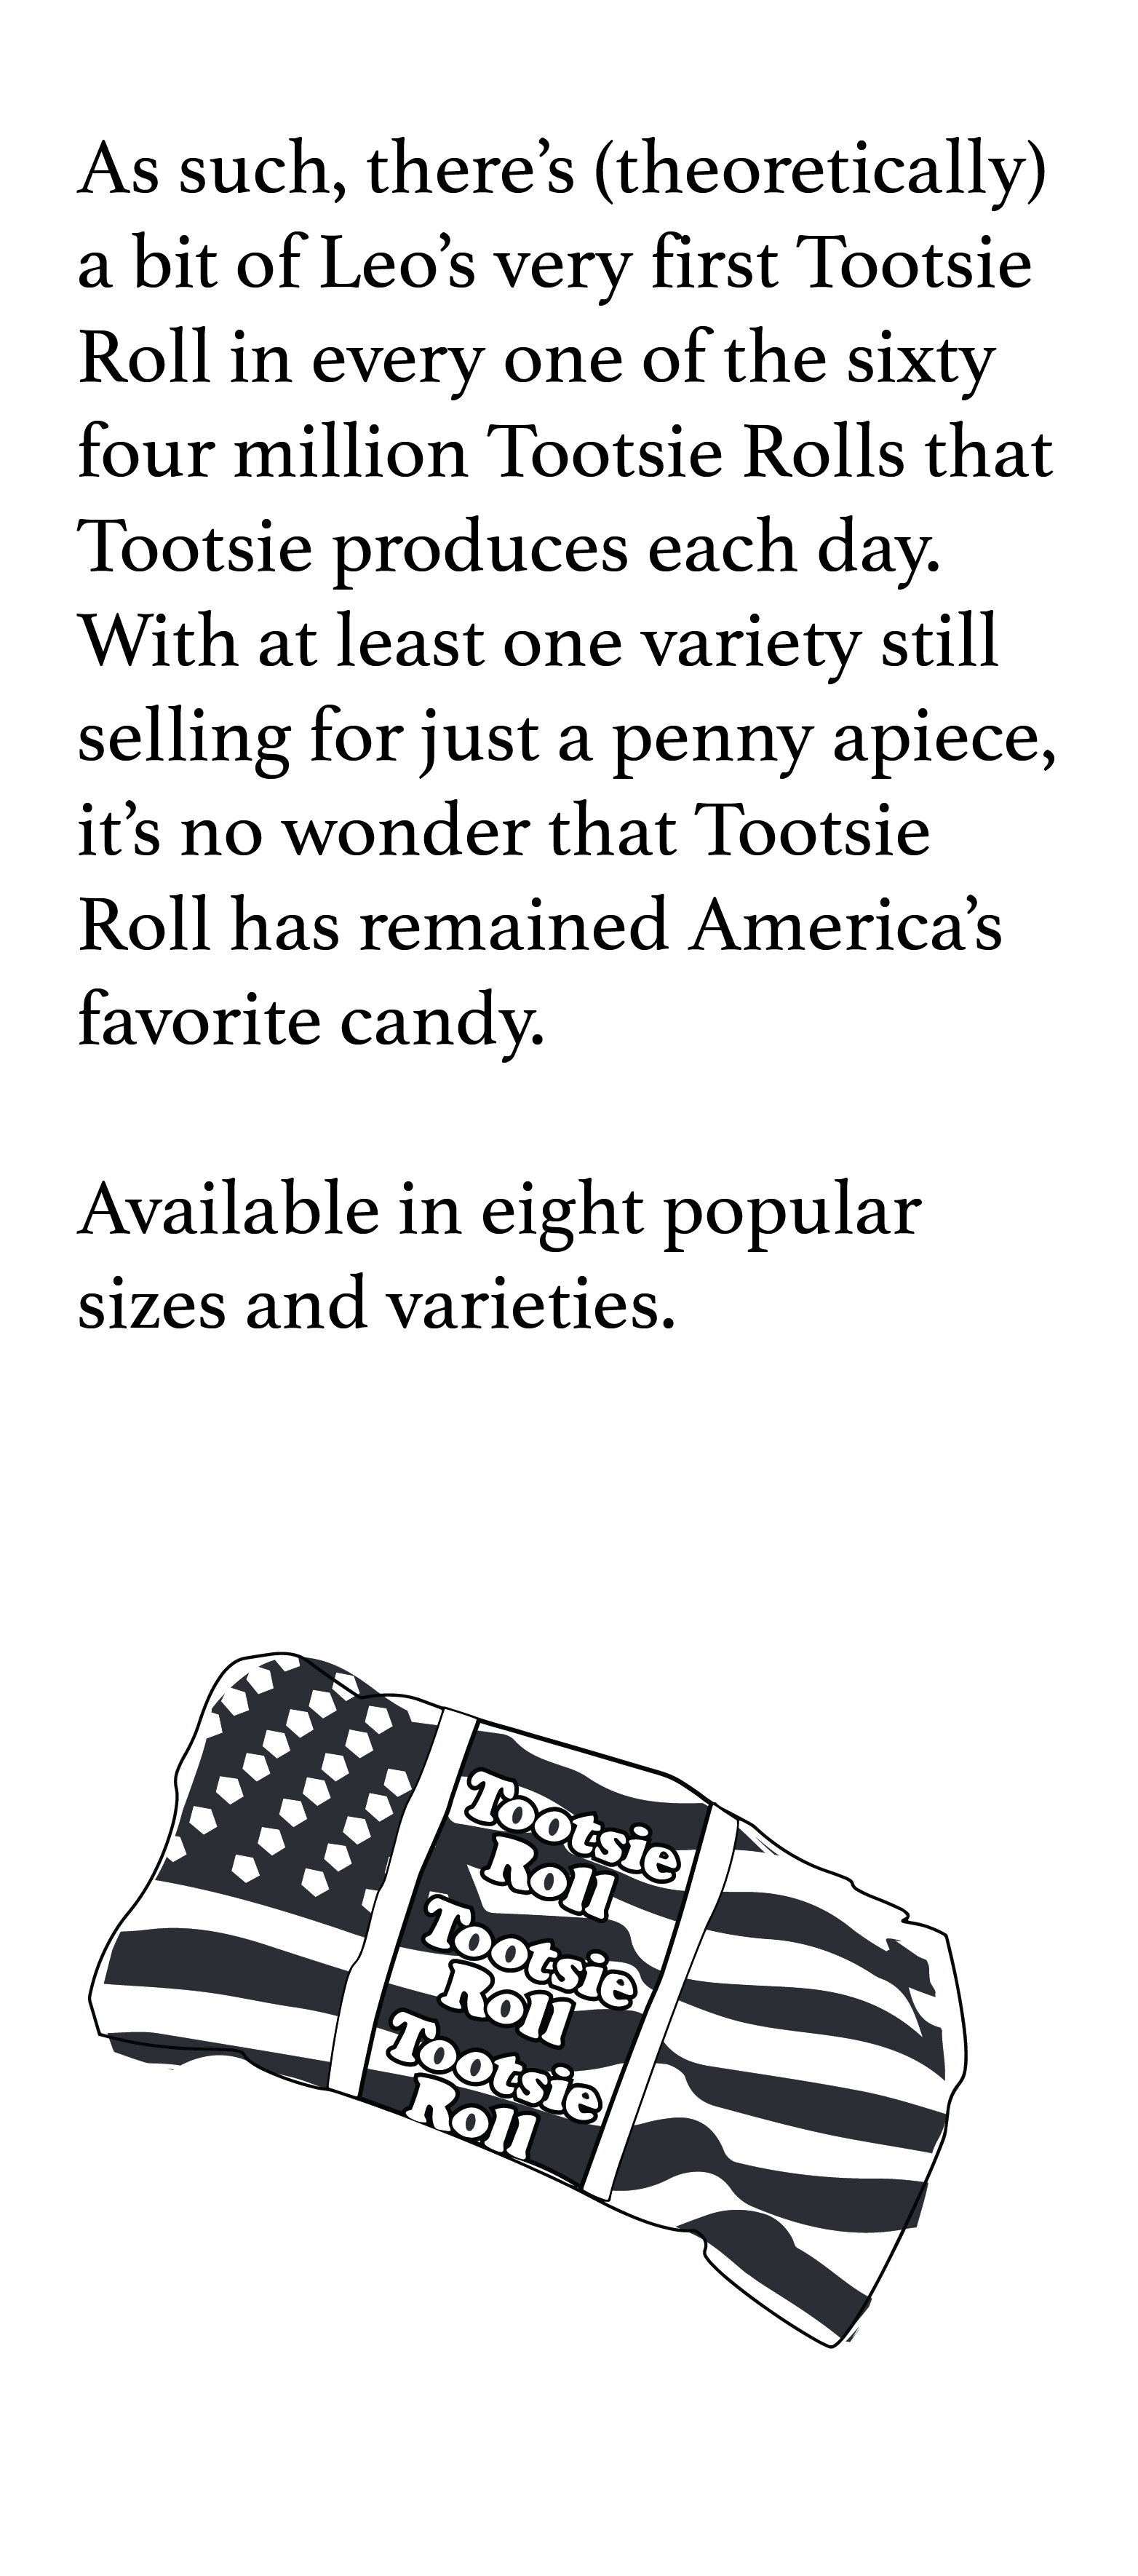 As such, there’s (theoretically)
a bit of Leo’s very first Tootsie
Roll in every one of the sixty
four million Tootsie Rolls that
Tootsie produces each day.
With at least one variety still
selling for just a penny apiece,
it’s no wonder that Tootsie
Roll has remained America’s
favorite candy.
Available in eight popular
sizes and varieties.
Tootsie
Roll
Tootsie
Roll
Tootsie
Roll